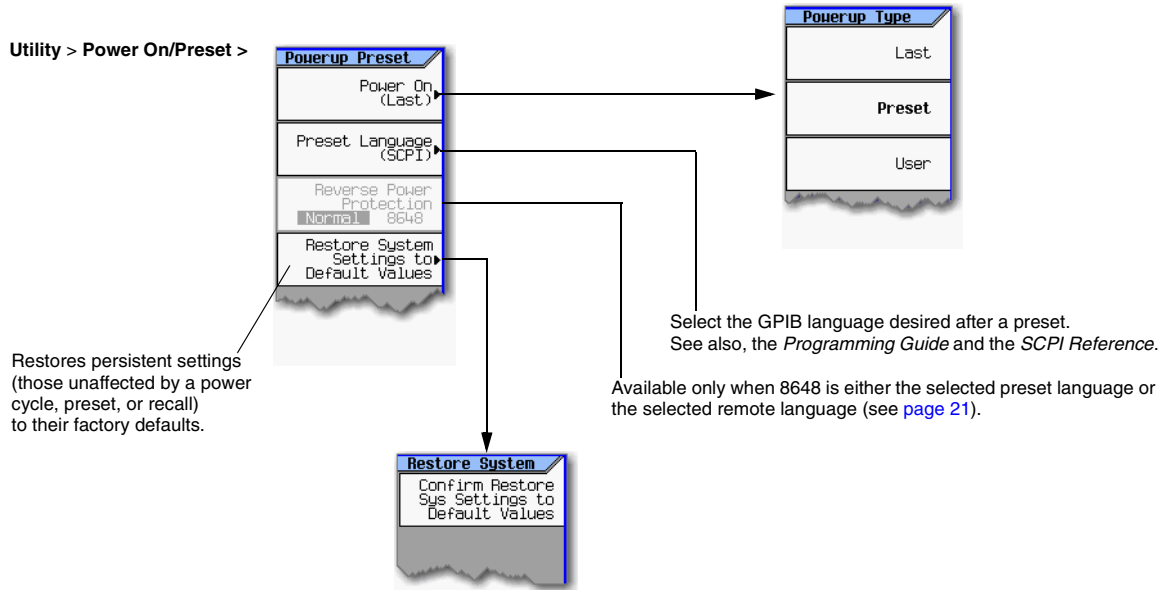 Utility > Power On/Preset >
Powerup Preset
Power On
(Last)
Preset Language
(SCPI)
Reverse Power
Protection
Normal 8648
Restore System
Settings to
Default Values
Powerup Type
Last
Preset
User
Select the GPIB language desired after a preset.
See also, the Programming Guide and the SCPI Reference.
Available only when 8648 is either the selected preset language or
the selected remote language (see page 21).
Restores persistent settings
(those unaffected by a power
cycle, preset, or recall)
to their factory defaults.
Restore System
Confirm Restore
Sys Settings to
Default Values